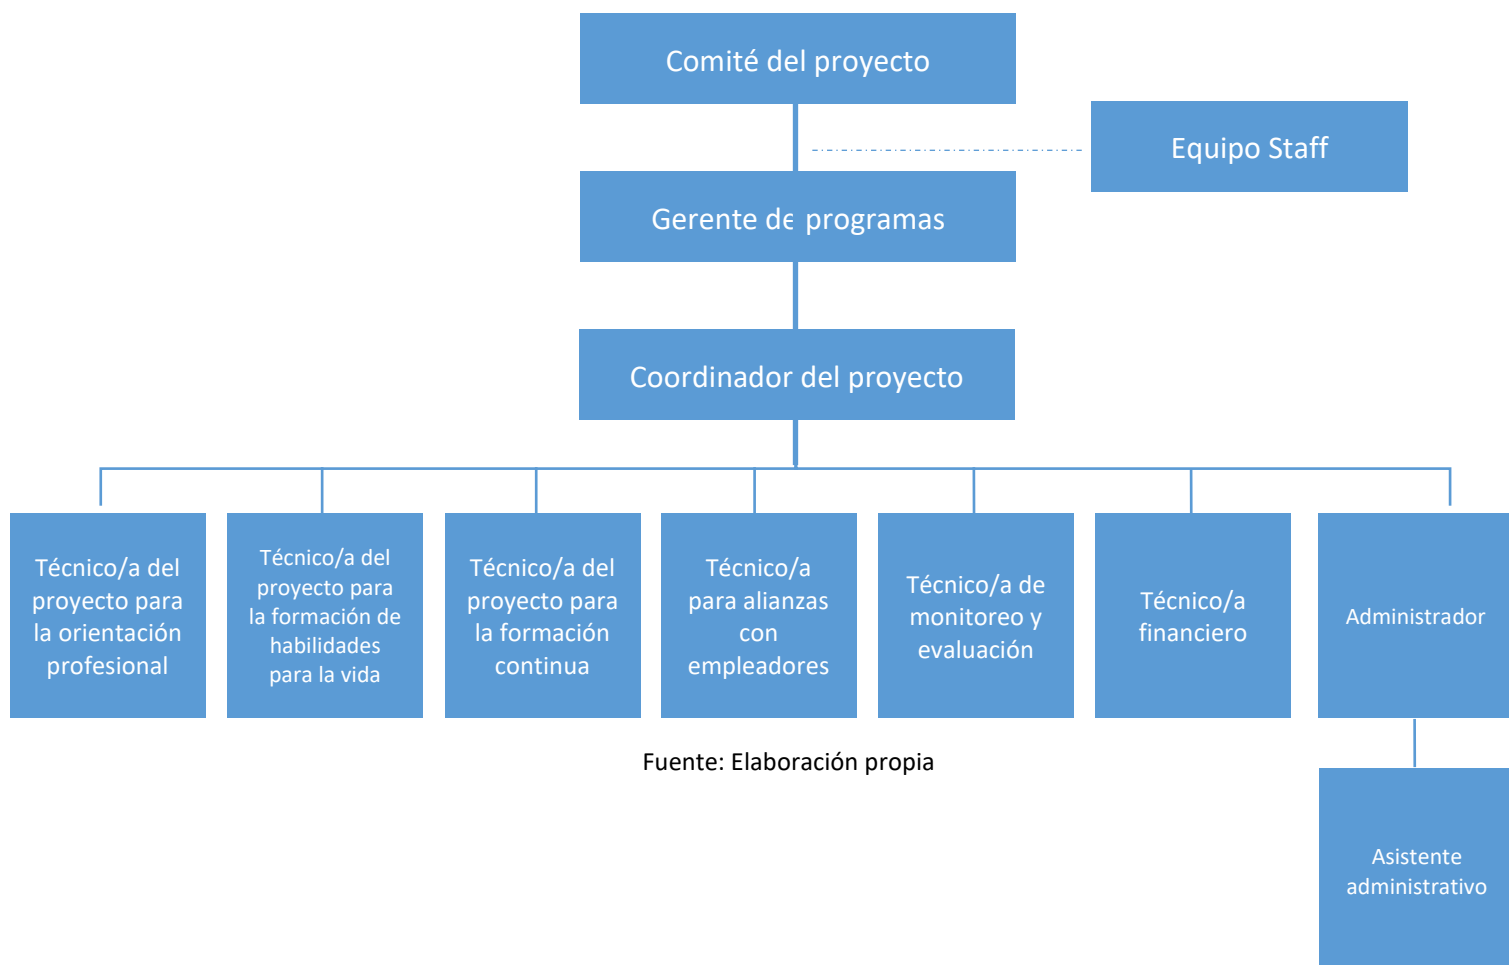 Comité del proyecto
Equipo Staff
Gerente de programas
Coordinador del proyecto
Técnico/a del
proyecto para
la orientación
profesional
Técnico/a del
proyecto para
la formación de
habilidades
para la vida
Técnico/a del
proyecto para
la formación
continua
Técnico/a
para alianzas
con
empleadores
Técnico/a de
monitoreo y
evaluación
Técnico/a
financiero
Administrador
Fuente: Elaboración propia
Asistente
administrativo